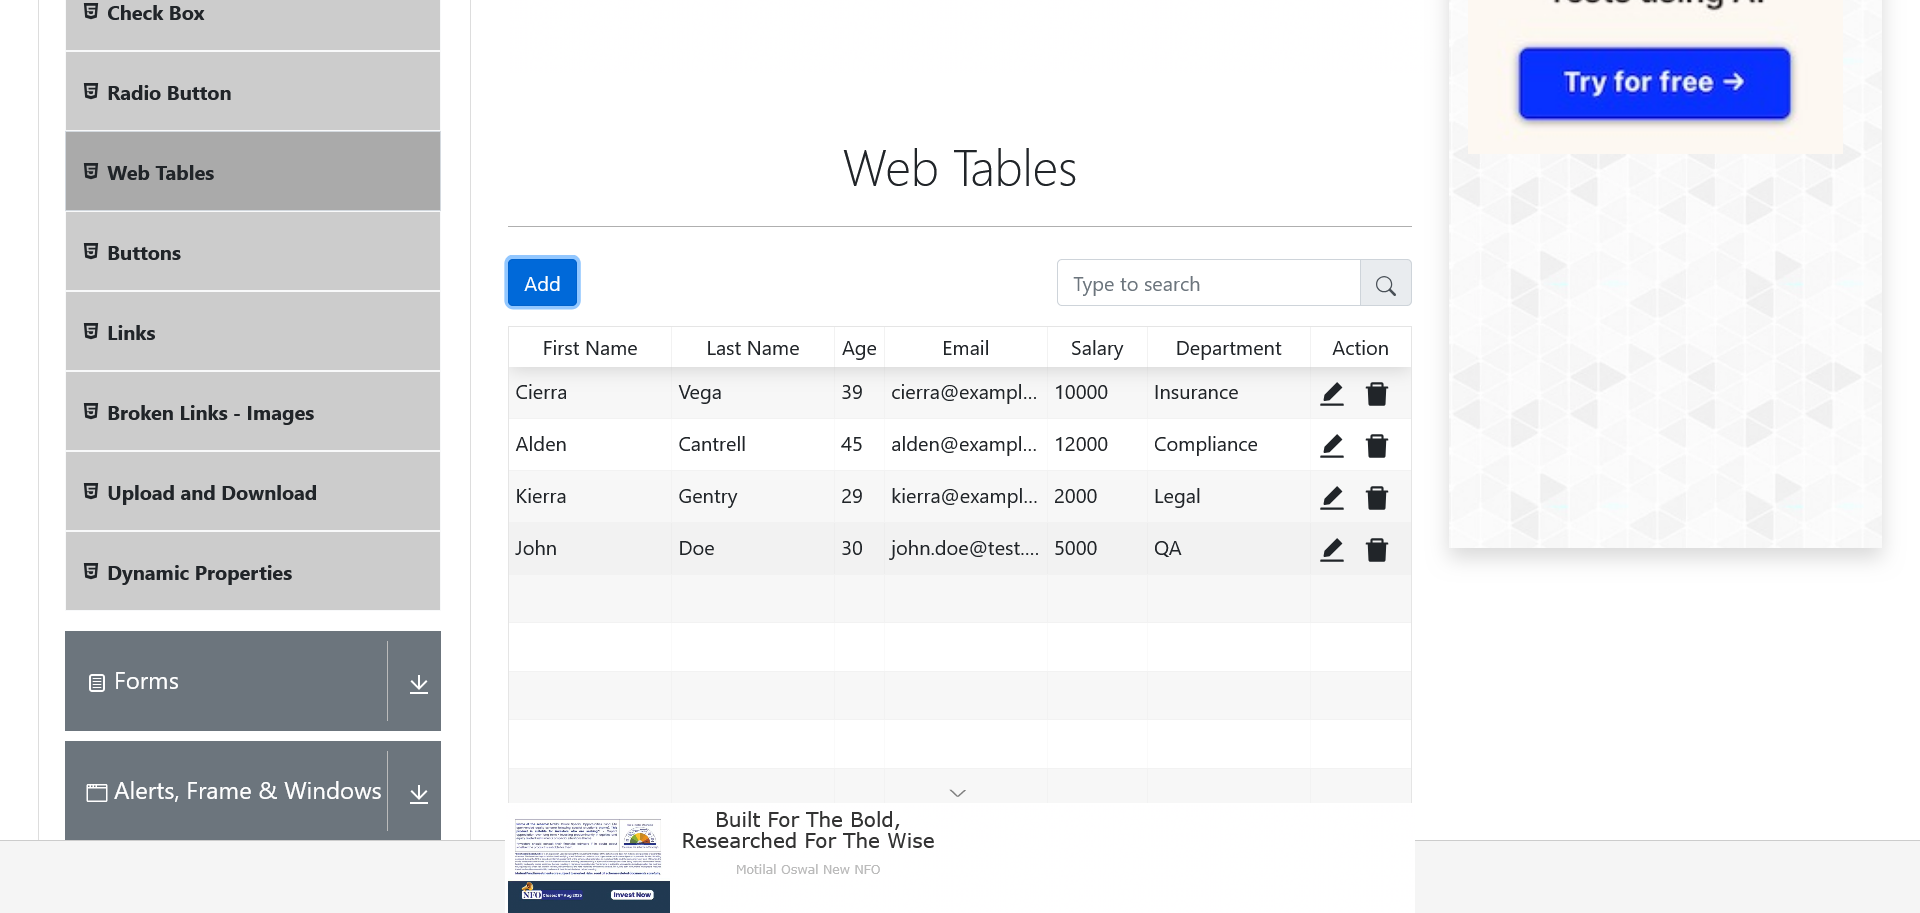 Check Box
Radio Button
Web Tables
Buttons
Links
Broken Links - Images
Upload and Download
Dynamic Properties
Forms
Alerts, Frame & Windows
Web Tables
Add
Type to search
First Name Last Name Age Email Salary Department Action
Cierra Vega 39 cierra@exampl... 10000 Insurance
Alden Cantrell 45 alden@exampl... 12000 Compliance
Kierra Gentry 29 kierra@exampl... 2000 Legal
John Doe 30 john.doe@test.... 5000 QA
Built For The Bold,
Researched For The Wise
Motilal Oswal New NFO
NFO
Invest Now
Try for free →